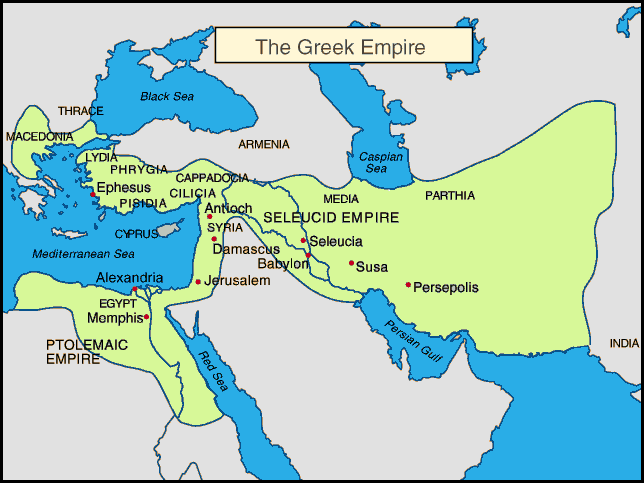 The Greek Empire
Black Sea
THRACE
MACEDONIA
ARMENIA
Caspian
Sea
LYDIA
PHRYGIA
CAPPADOCIA
Ephesus
CILICIA
PISIDIA
MEDIA
PARTHIA
Antioch
SELEUCID EMPIRE
SYRIA
CYPRUS
Seleucia
Damascus
Mediterranean Sea
Babylon
Susa
Alexandria
Jerusalem
Persepolis
EGYPT
Memphis
PTOLEMAIC
EMPIRE
Persian Gulf
INDIA
Red Sea